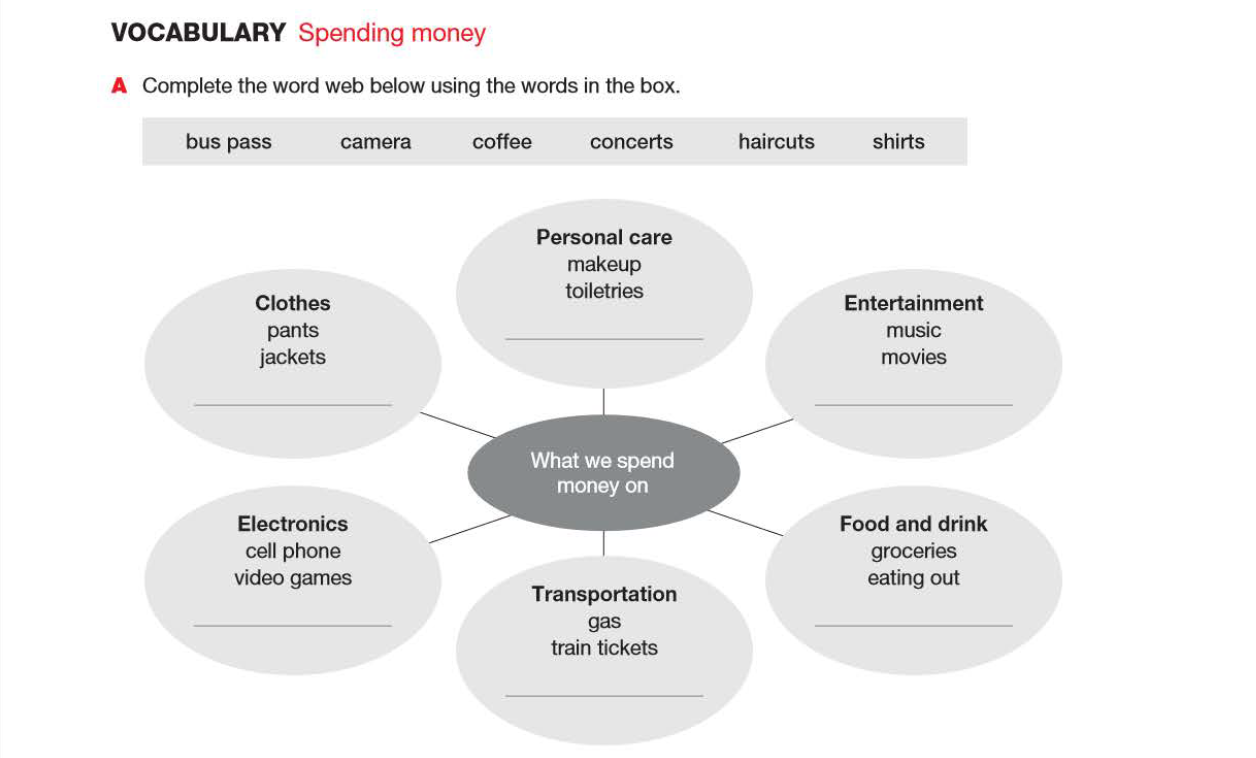 VOCABULARY Spending money
A Complete the word web below using the words in the box.
bus pass camera coffee concerts haircuts shirts
Personal care
makeup
toiletries
Clothes
pants
jackets
Entertainment
music
movies
What we spend
money on
Electronics
cell phone
video games
Food and drink
groceries
eating out
Transportation
gas
train tickets